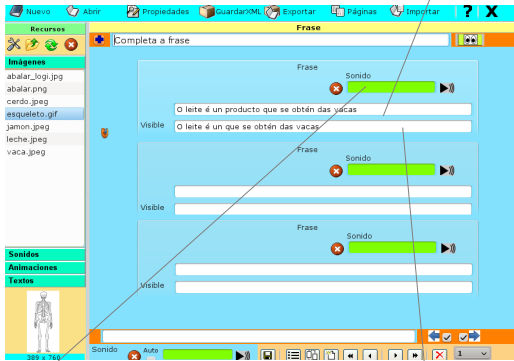 Nuevo Abrir Propiedades GuardarXML Exportar Páginas Importar ? X
Recursos
Frase
Completa a frase
Imágenes
abalar_logi.jpg
abalar.png
cerdo.jpeg
esqueleto.gif
jamon.jpeg
leche.jpeg
vaca.jpeg
Frase
Sonido
O leite é un producto que se obtén das vacas
Visible O leite é un que se obtén das vacas
Frase
Sonido
Visible
Frase
Sonido
Visible
Sonidos
Animaciones
Textos
389 x 760
Sonido Auto 1